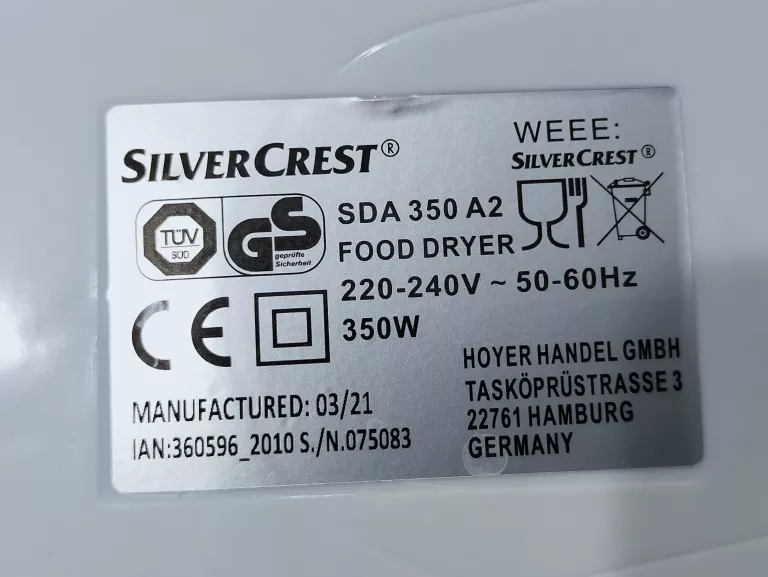 SILVERCREST®
WEEE:
SILVERCREST®
TÜV
SÜD
GS
geprüfte
Sicherheit
SDA 350 A2
FOOD DRYER
220-240V ~ 50-60Hz
350W
CE
HOYER HANDEL GMBH
TASKÖPRÜSTRASSE 3
22761 HAMBURG
GERMANY
MANUFACTURED: 03/21
IAN:360596_2010 S./N.075083